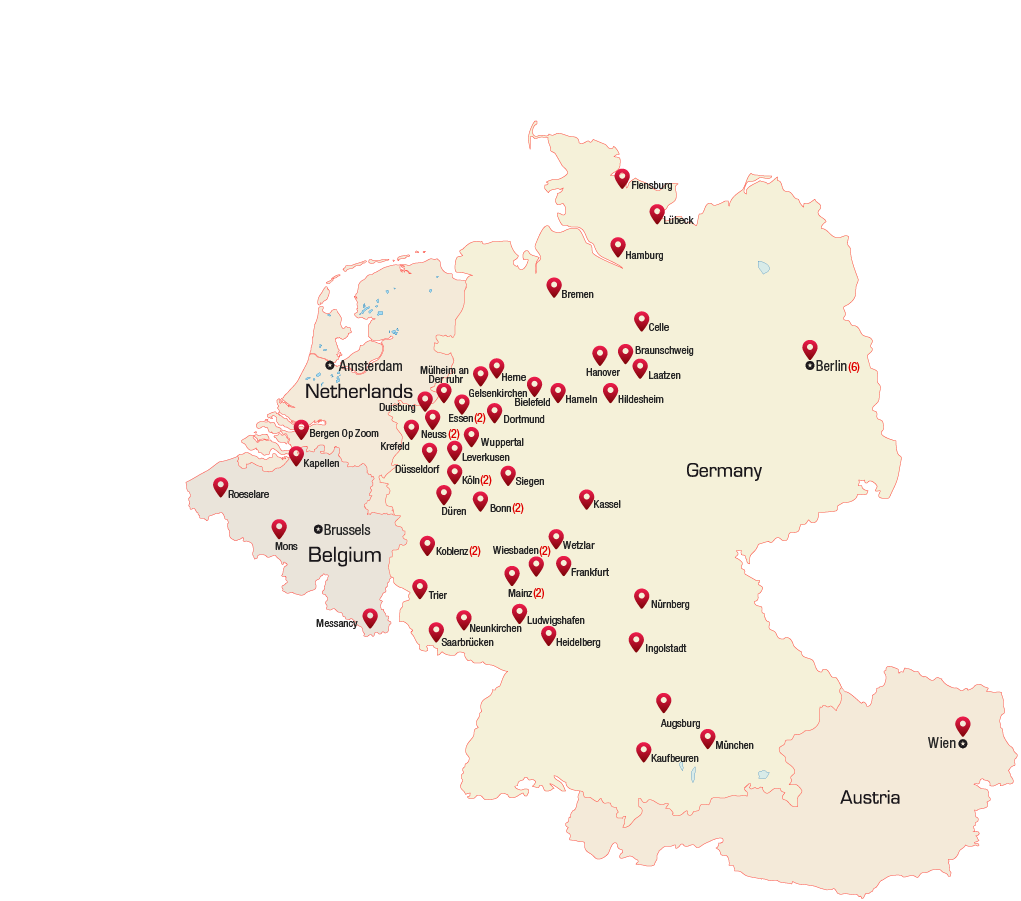 Flensburg
Lübeck
Hamburg
Bremen
Celle
Braunschweig
Hanover
Laatzen
Berlin(6)
Amsterdam
Netherlands
Mülheim an
Der ruhr
Herne
Gelsenkirchen
Bielefeld
Hameln
Hildesheim
Duisburg
Essen(2)
Dortmund
Bergen Op Zoom
Krefeld
Neuss(2)
Wuppertal
Kapellen
Düsseldorf
Leverkusen
Germany
Köln(2)
Siegen
Roeselare
Düren
Bonn(2)
Kassel
Brussels
Mons
Belgium
Koblenz(2)
Wiesbaden(2)
Wetzlar
Frankfurt
Trier
Mainz(2)
Nürnberg
Messancy
Neunkirchen
Ludwigshafen
Saarbrücken
Heidelberg
Ingolstadt
Augsburg
München
Kaufbeuren
Wien
Austria